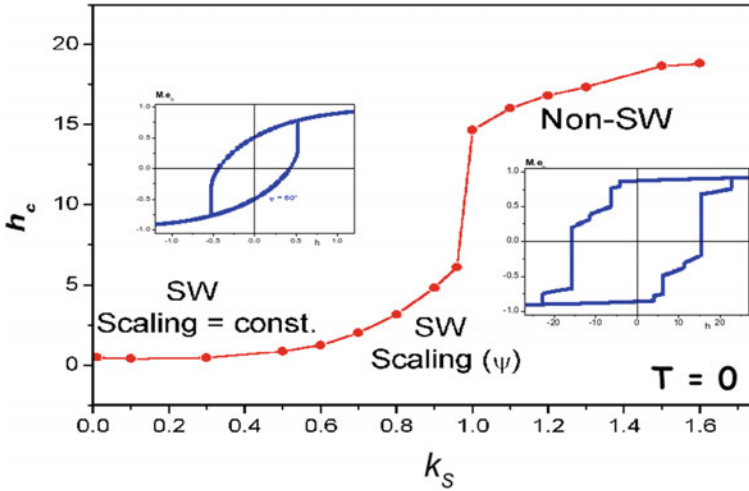 20
15
10
5
0
h_c
0.0 0.2 0.4 0.6 0.8 1.0 1.2 1.4 1.6
k_S
SW
Scaling = const.
SW
Scaling (ψ)
Non-SW
T = 0
M.e
1.0
0.5
0.0
-0.5
-1.0
-1.0 -0.5 0.0 0.5 1.0
h
ψ = 60°
M.e
1.0
0.5
0.0
-0.5
-1.0
-20 -10 0 10 20
h